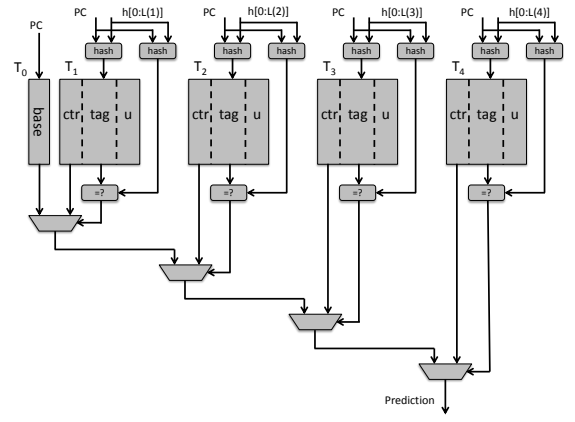 PC h[0:L(1)] PC h[0:L(2)] PC h[0:L(3)] PC h[0:L(4)]
PC
hash hash hash hash hash hash hash hash
T0 T1 T2 T3 T4
base ctr tag u ctr tag u ctr tag u ctr tag u
=? =? =? =?
Prediction